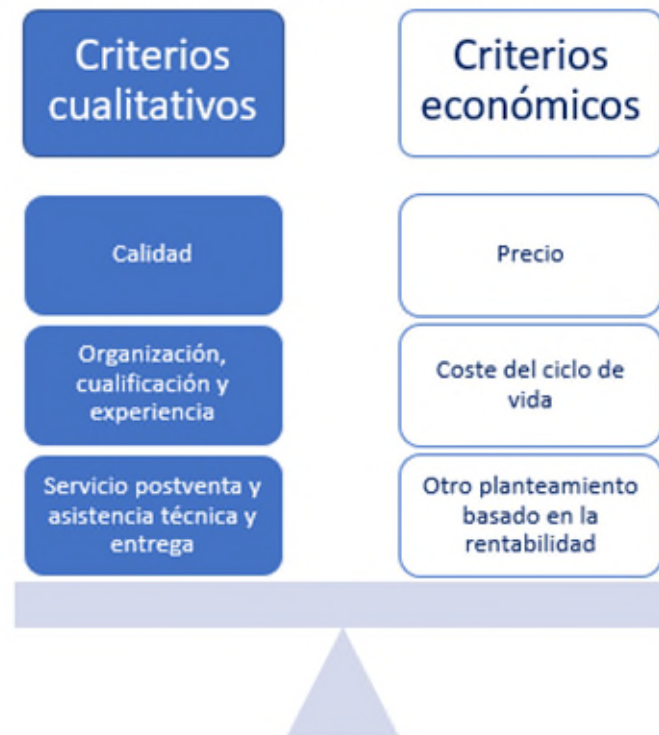 Criterios
cualitativos
Criterios
económicos
Calidad
Precio
Organización,
cualificación y
experiencia
Coste del ciclo de
vida
Servicio postventa y
asistencia técnica y
entrega
Otro planteamiento
basado en la
rentabilidad